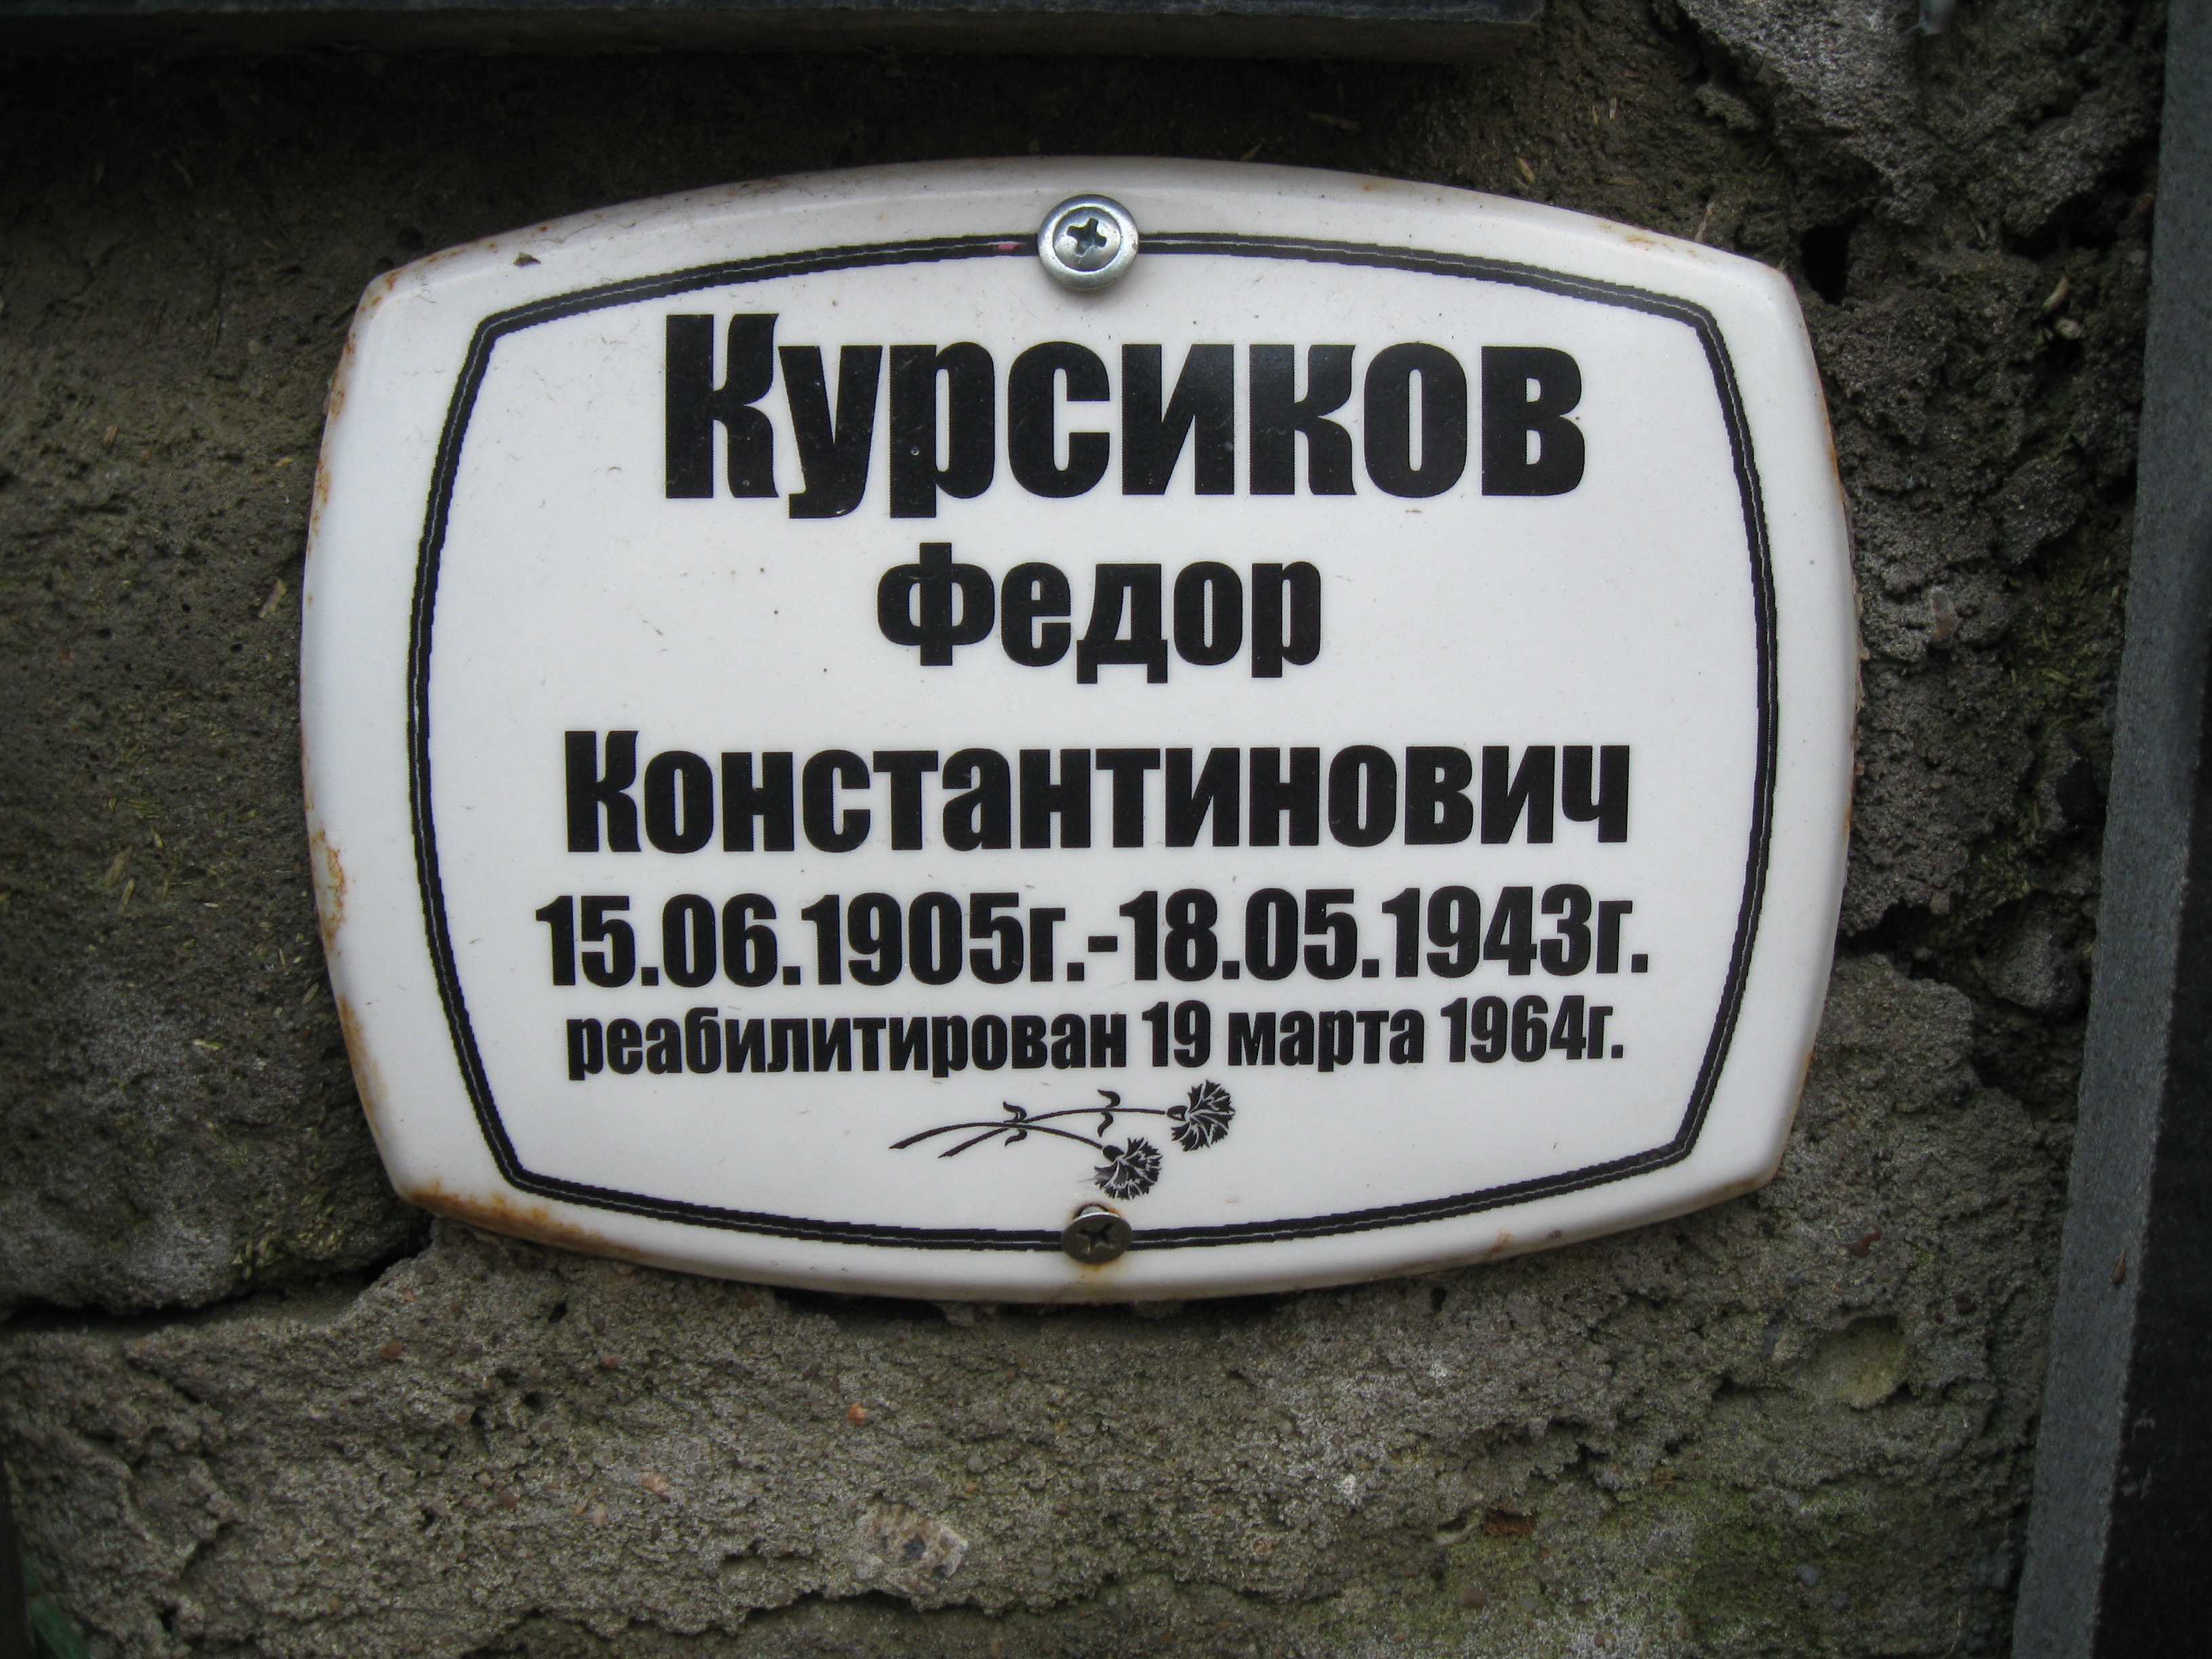 Курсиков
Федор
Константинович
15.06.1905г.-18.05.1943г.
реабилитирован 19 марта 1964г.